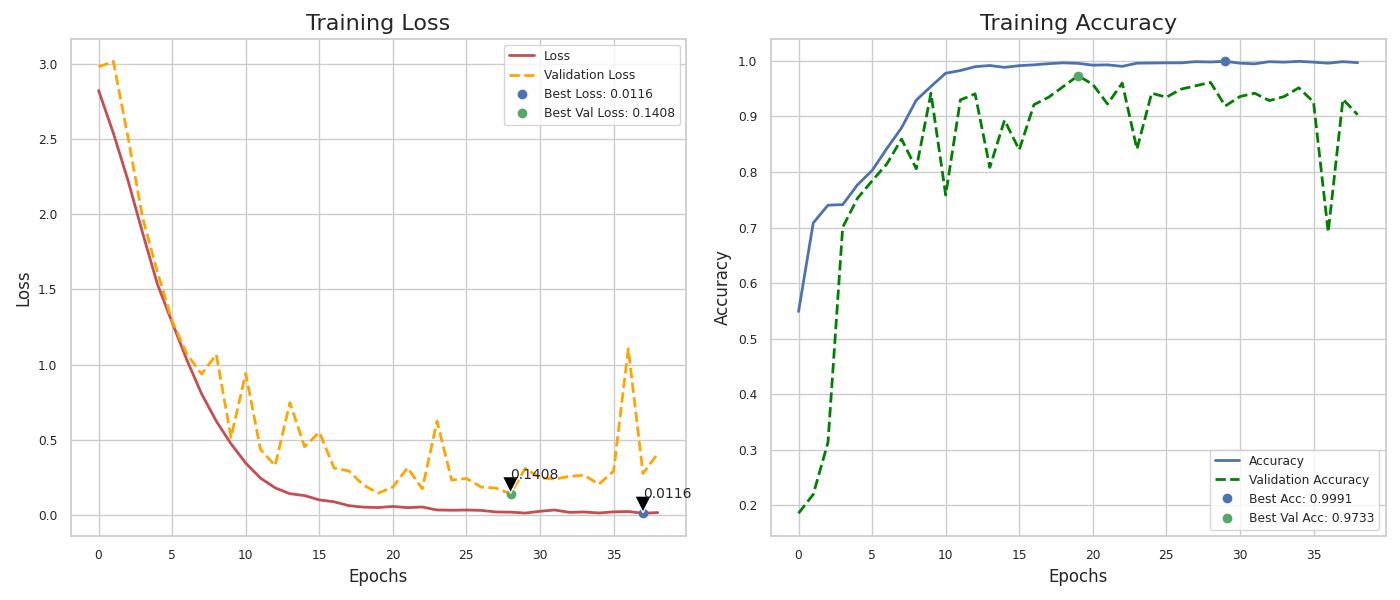 Training Loss
Loss
Validation Loss
Best Loss: 0.0116
Best Val Loss: 0.1408
3.0
2.5
2.0
1.5
1.0
0.5
0.0
Loss
0.1408
0.0116
0 5 10 15 20 25 30 35
Epochs
Training Accuracy
1.0
0.9
0.8
0.7
0.6
0.5
0.4
0.3
0.2
Accuracy
Accuracy
Validation Accuracy
Best Acc: 0.9991
Best Val Acc: 0.9733
0 5 10 15 20 25 30 35
Epochs